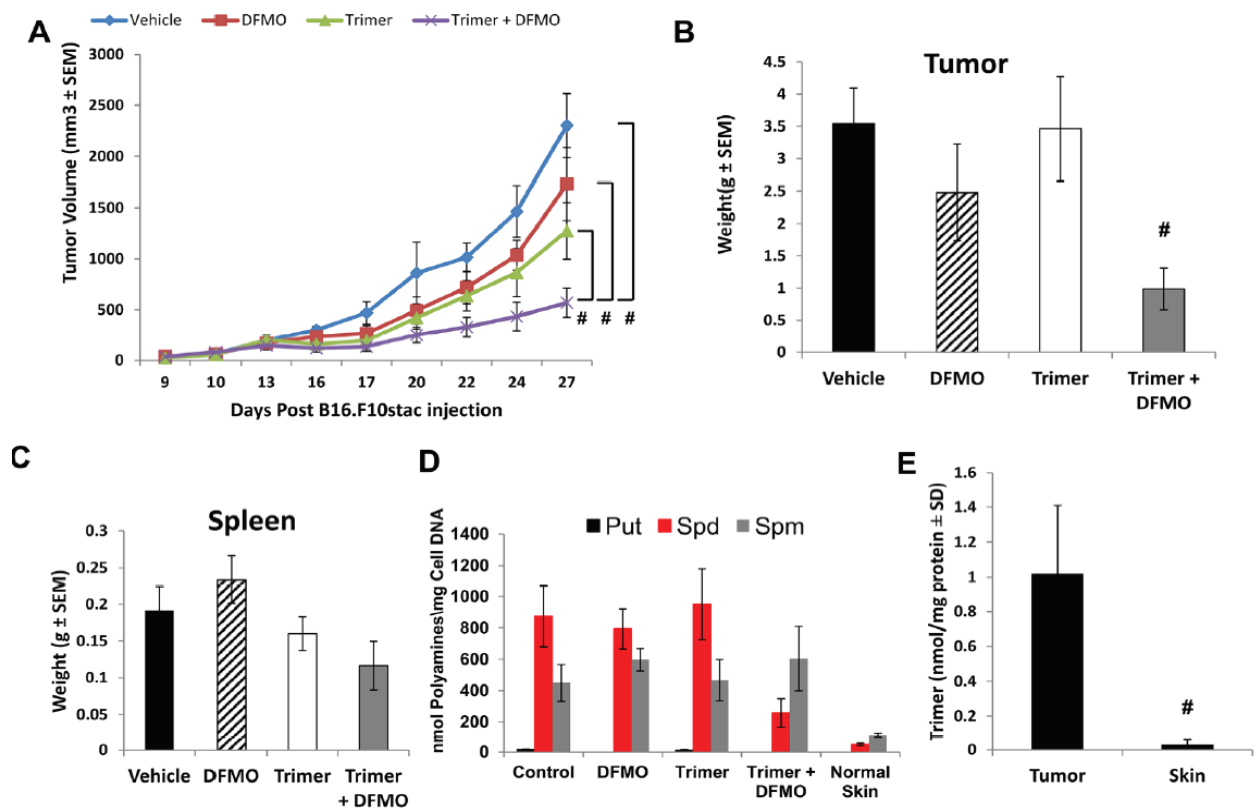 Vehicle DFMO Trimer Trimer + DFMO
A
Tumor Volume (mm3 ± SEM)
3000
2500
2000
1500
1000
500
0
# # #
9 10 13 16 17 20 22 24 27
Days Post B16.F10stac injection
B
Tumor
Weight(g ± SEM)
4.5
4
3.5
3
2.5
2
1.5
1
0.5
0
#
Vehicle DFMO Trimer Trimer +
DFMO
C
Spleen
Weight (g ± SEM)
0.3
0.25
0.2
0.15
0.1
0.05
0
Vehicle DFMO Trimer Trimer
+ DFMO
D
Put Spd Spm
nmol Polyamines\mg Cell DNA
1400
1200
1000
800
600
400
200
0
Control DFMO Trimer Trimer + Normal
DFMO Skin
E
Trimer (nmol/mg protein ± SD)
1.6
1.4
1.2
1
0.8
0.6
0.4
0.2
0
#
Tumor Skin